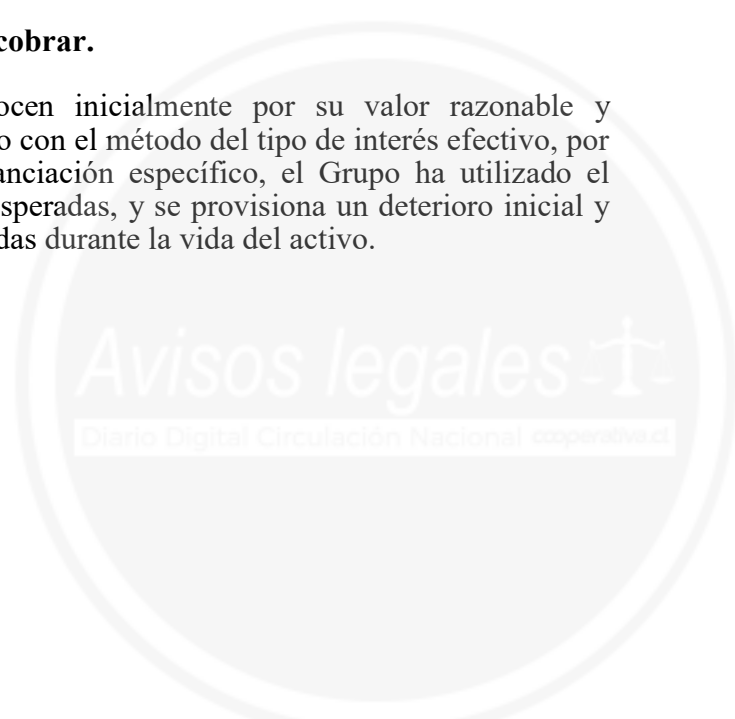 cobrar.
ocen inicialmente por su valor razonable y
o con el método del tipo de interés efectivo, por
anciación específico, el Grupo ha utilizado el
speradas, y se provisiona un deterioro inicial y
das durante la vida del activo.
Avisos legales
Diario Digital Circulación Nacional cooperativa.cl